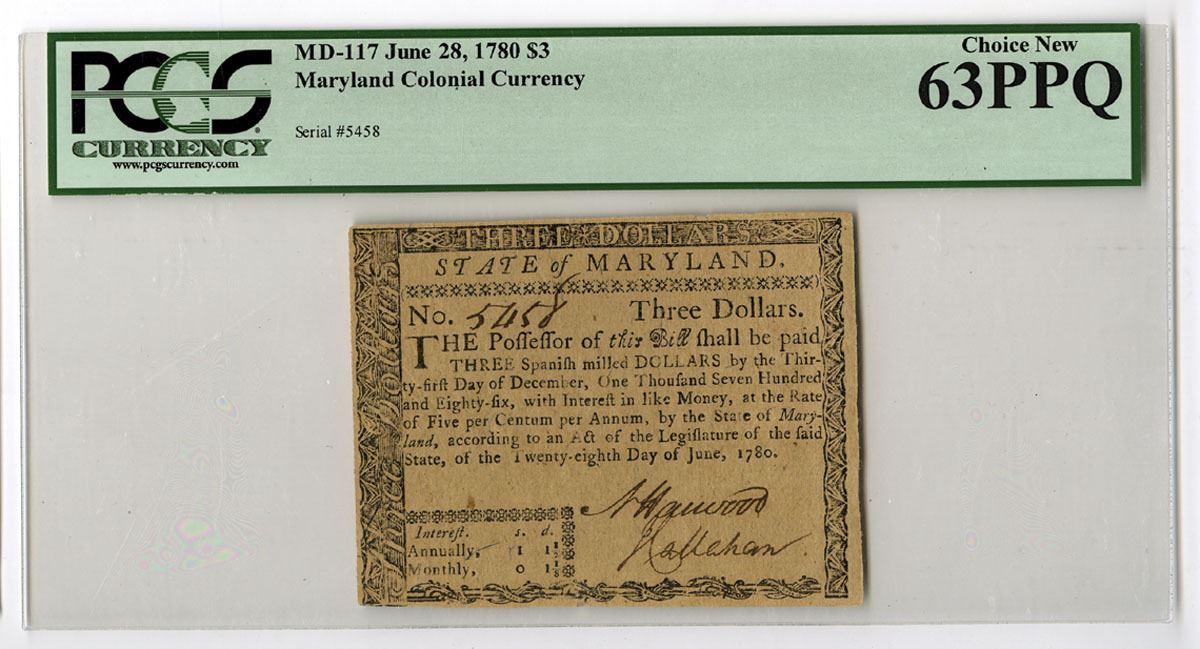 PCGS
CURRENCY
www.pcgscurrency.com
MD-117 June 28, 1780 $3
Maryland Colonial Currency
Serial #5458
Choice New
63PPQ
THREE DOLLARS
STATE of MARYLAND.
No. 5458 Three Dollars.
THE Poſſeſſor of this Bill ſhall be paid
THREE Spaniſh milled DOLLARS by the Thir-
ty-firſt Day of December, One Thouſand Seven Hundred
and Eighty-ſix, with Intereſt in like Money, at the Rate
of Five per Centum per Annum, by the State of Mary-
land, according to an Act of the Legiſlature of the ſaid
State, of the Twenty-eighth Day of June, 1780.
Three Dollars
N Harwood
J Callahan
Intereſt. s. d.
Annually, 1 1½
Monthly, 0 1⅛